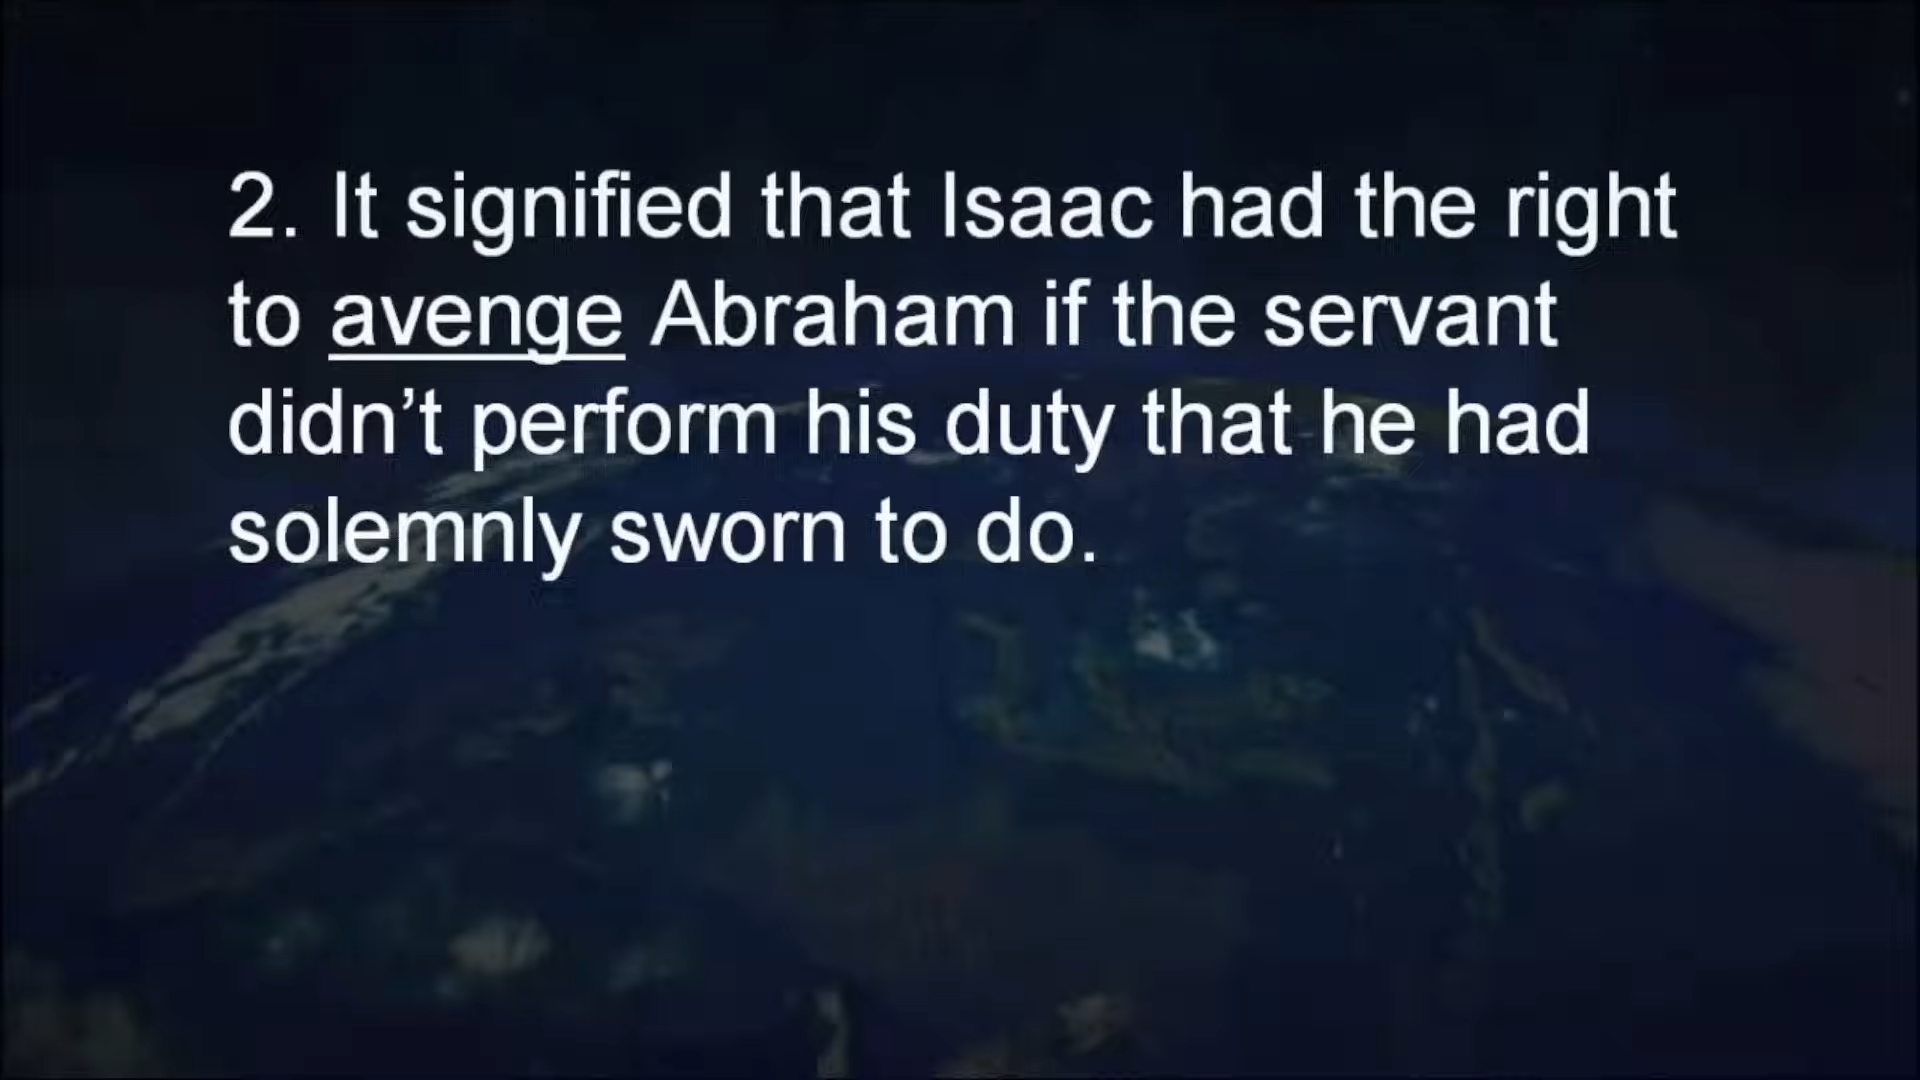 2. It signified that Isaac had the right
to avenge Abraham if the servant
didn’t perform his duty that he had
solemnly sworn to do.